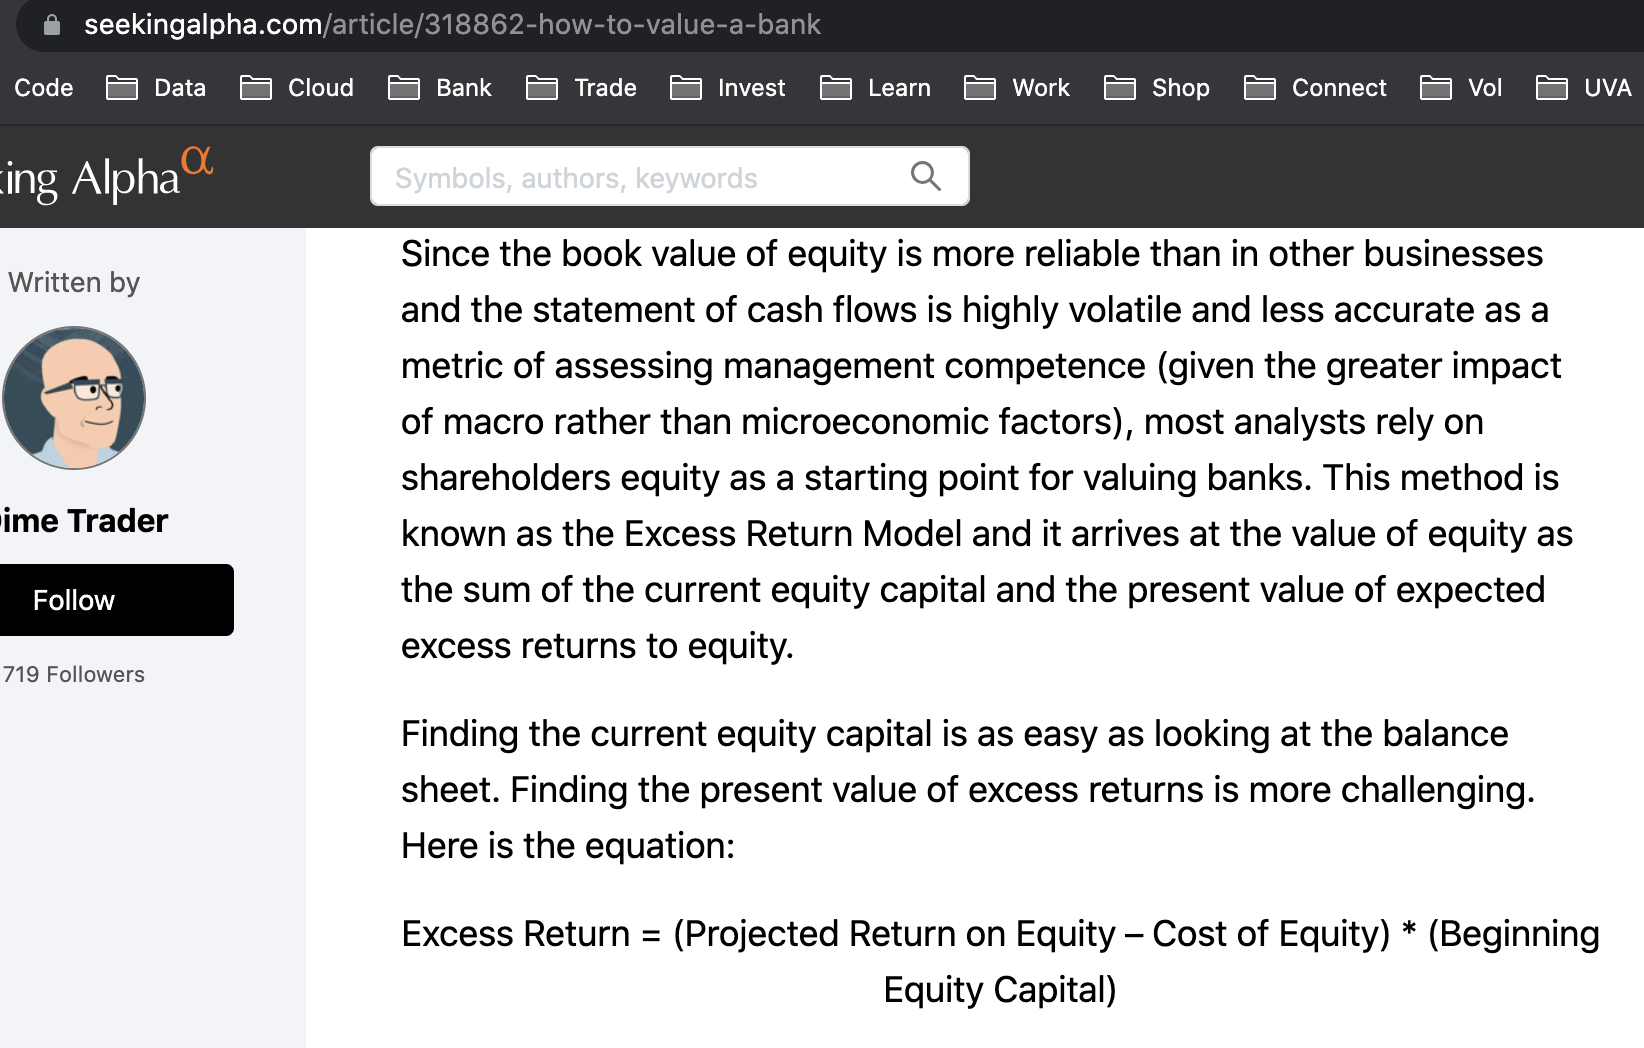 seekingalpha.com/article/318862-how-to-value-a-bank
Code Data Cloud Bank Trade Invest Learn Work Shop Connect Vol UVA
king Alpha α
Symbols, authors, keywords
Written by
ime Trader
Follow
719 Followers
Since the book value of equity is more reliable than in other businesses
and the statement of cash flows is highly volatile and less accurate as a
metric of assessing management competence (given the greater impact
of macro rather than microeconomic factors), most analysts rely on
shareholders equity as a starting point for valuing banks. This method is
known as the Excess Return Model and it arrives at the value of equity as
the sum of the current equity capital and the present value of expected
excess returns to equity.
Finding the current equity capital is as easy as looking at the balance
sheet. Finding the present value of excess returns is more challenging.
Here is the equation:
Excess Return = (Projected Return on Equity – Cost of Equity) * (Beginning
Equity Capital)